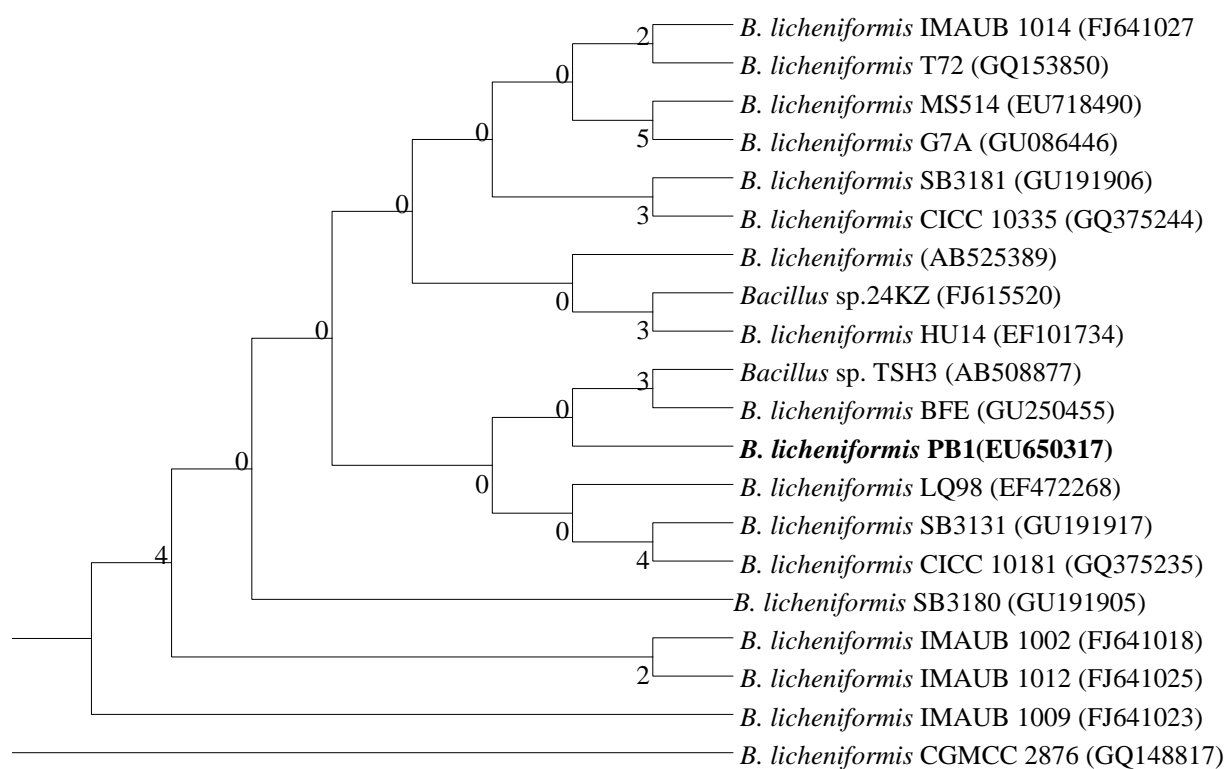 B. licheniformis IMAUB 1014 (FJ641027
2
B. licheniformis T72 (GQ153850)
0
B. licheniformis MS514 (EU718490)
5
B. licheniformis G7A (GU086446)
0
B. licheniformis SB3181 (GU191906)
3
B. licheniformis CICC 10335 (GQ375244)
0
B. licheniformis (AB525389)
0
Bacillus sp.24KZ (FJ615520)
3
B. licheniformis HU14 (EF101734)
0
Bacillus sp. TSH3 (AB508877)
3
B. licheniformis BFE (GU250455)
0
B. licheniformis PB1(EU650317)
0
B. licheniformis LQ98 (EF472268)
0
B. licheniformis SB3131 (GU191917)
4
B. licheniformis CICC 10181 (GQ375235)
0
B. licheniformis SB3180 (GU191905)
4
B. licheniformis IMAUB 1002 (FJ641018)
2
B. licheniformis IMAUB 1012 (FJ641025)
B. licheniformis IMAUB 1009 (FJ641023)
B. licheniformis CGMCC 2876 (GQ148817)